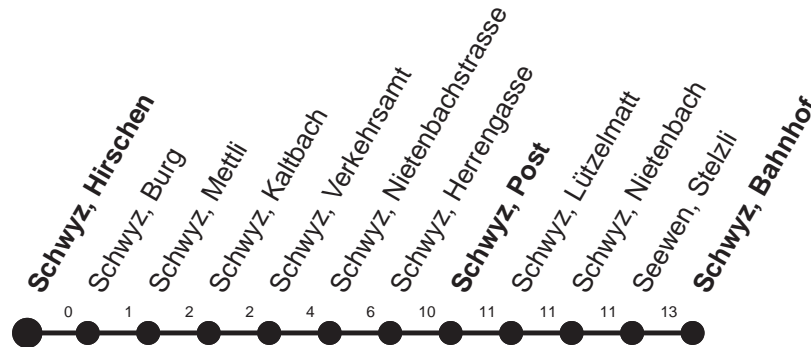 Schwyz, Hirschen
Schwyz, Burg
Schwyz, Mettli
Schwyz, Kaltbach
Schwyz, Verkehrsamt
Schwyz, Nietenbachstrasse
Schwyz, Herrengasse
Schwyz, Post
Schwyz, Lützelmatt
Schwyz, Nietenbach
Seewen, Stelzli
Schwyz, Bahnhof
0 1 2 2 4 6 10 11 11 11 13